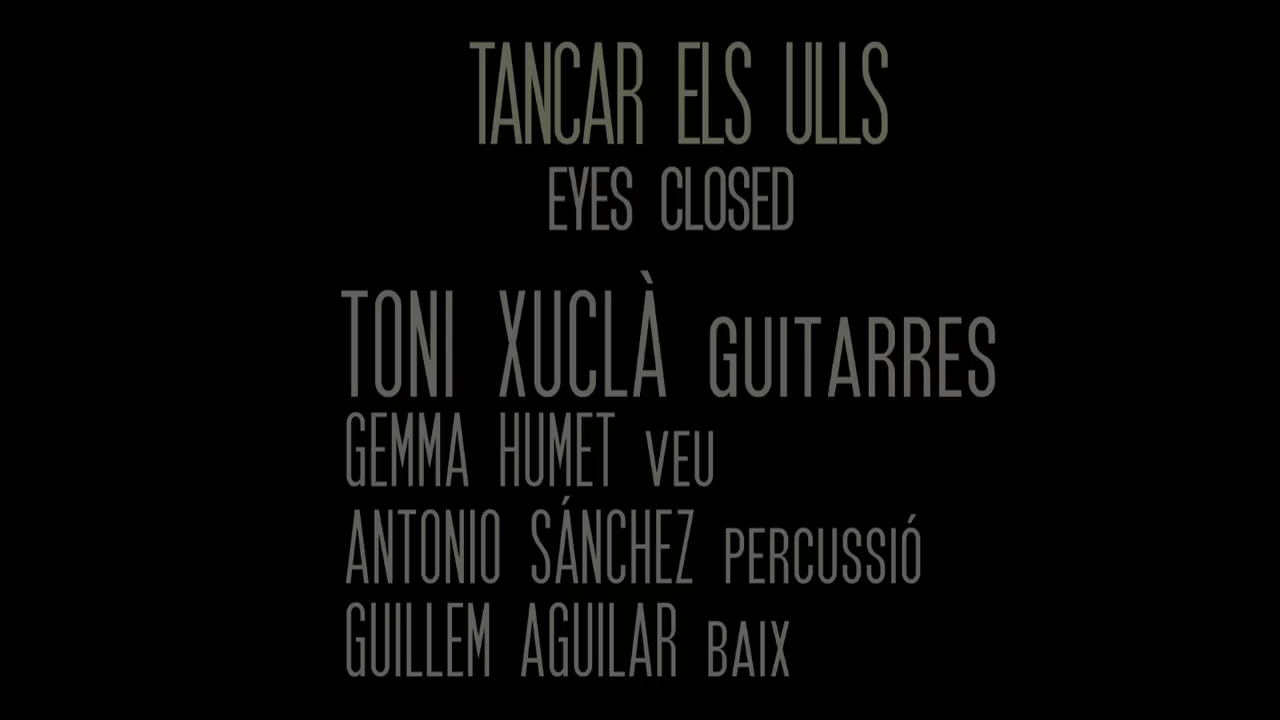 TANCAR ELS ULLS
EYES CLOSED
TONI XUCLÀ GUITARRES
GEMMA HUMET VEU
ANTONIO SÁNCHEZ PERCUSSIÓ
GUILLEM AGUILAR BAIX